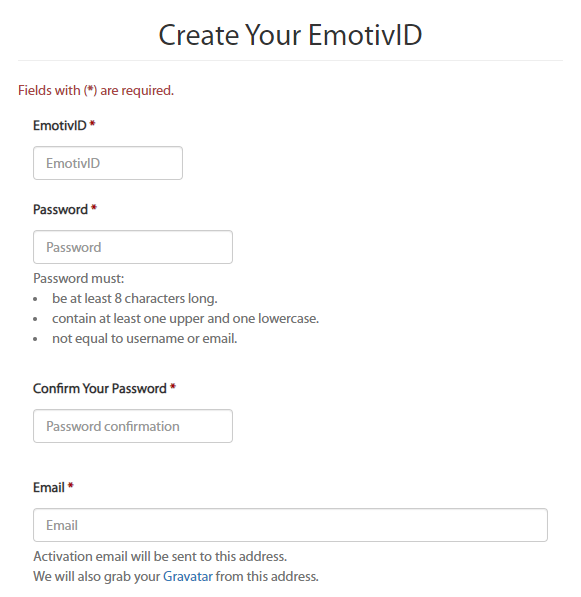 Create Your EmotivID
Fields with (*) are required.
EmotivID *
EmotivID
Password *
Password
Password must:
• be at least 8 characters long.
• contain at least one upper and one lowercase.
• not equal to username or email.
Confirm Your Password *
Password confirmation
Email *
Email
Activation email will be sent to this address.
We will also grab your Gravatar from this address.